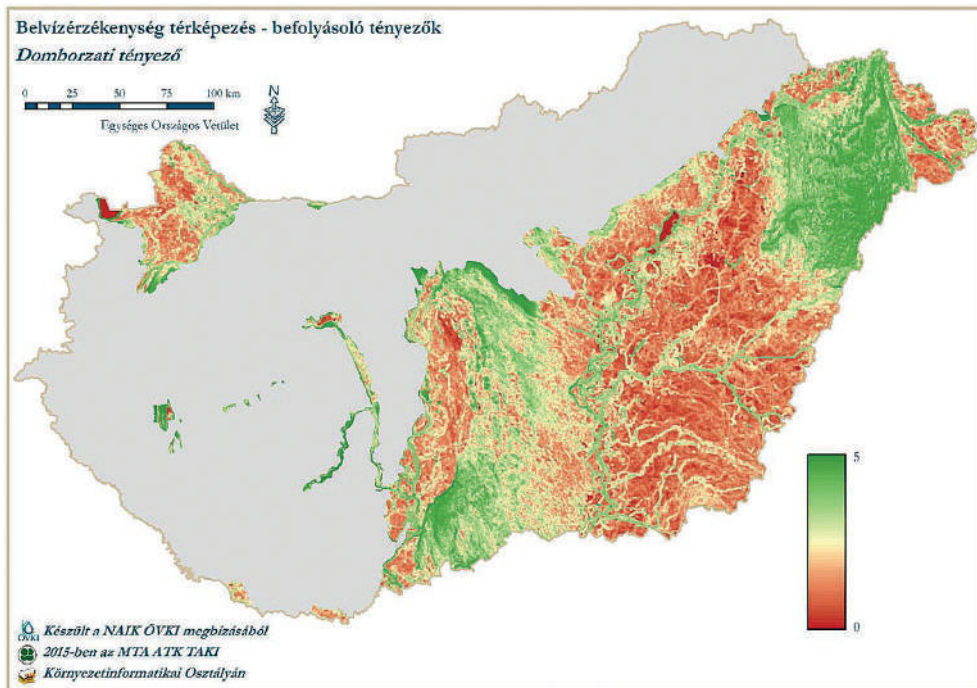 Belvízérzékenység térképezés - befolyásoló tényezők
Domborzati tényező
0 25 50 75 100 km
N
Egységes Országos Vetület
5
0
ÖVKI
Készült a NAIK ÖVKI megbízásából
2015-ben az MTA ATK TAKI
Környezetinformatikai Osztályán